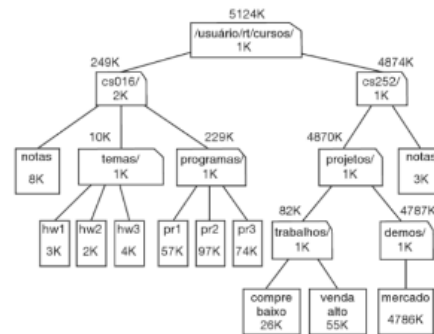 5124K
/usuário/rt/cursos/
1K
249K
4874K
cs016/
2K
cs252/
1K
10K
229K
4870K
notas
8K
temas/
1K
programas/
1K
projetos/
1K
notas
3K
82K
4787K
hw1
3K
hw2
2K
hw3
4K
pr1
57K
pr2
97K
pr3
74K
trabalhos/
1K
demos/
1K
compre
baixo
26K
venda
alto
55K
mercado
4786K